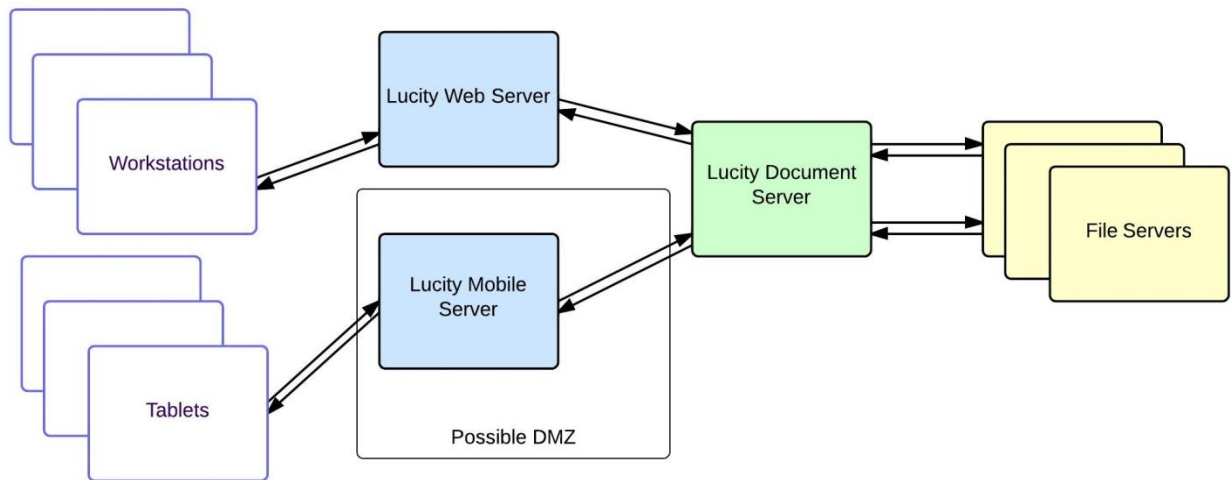 Lucity Web Server
Workstations
Lucity Document
Server
File Servers
Lucity Mobile
Server
Tablets
Possible DMZ